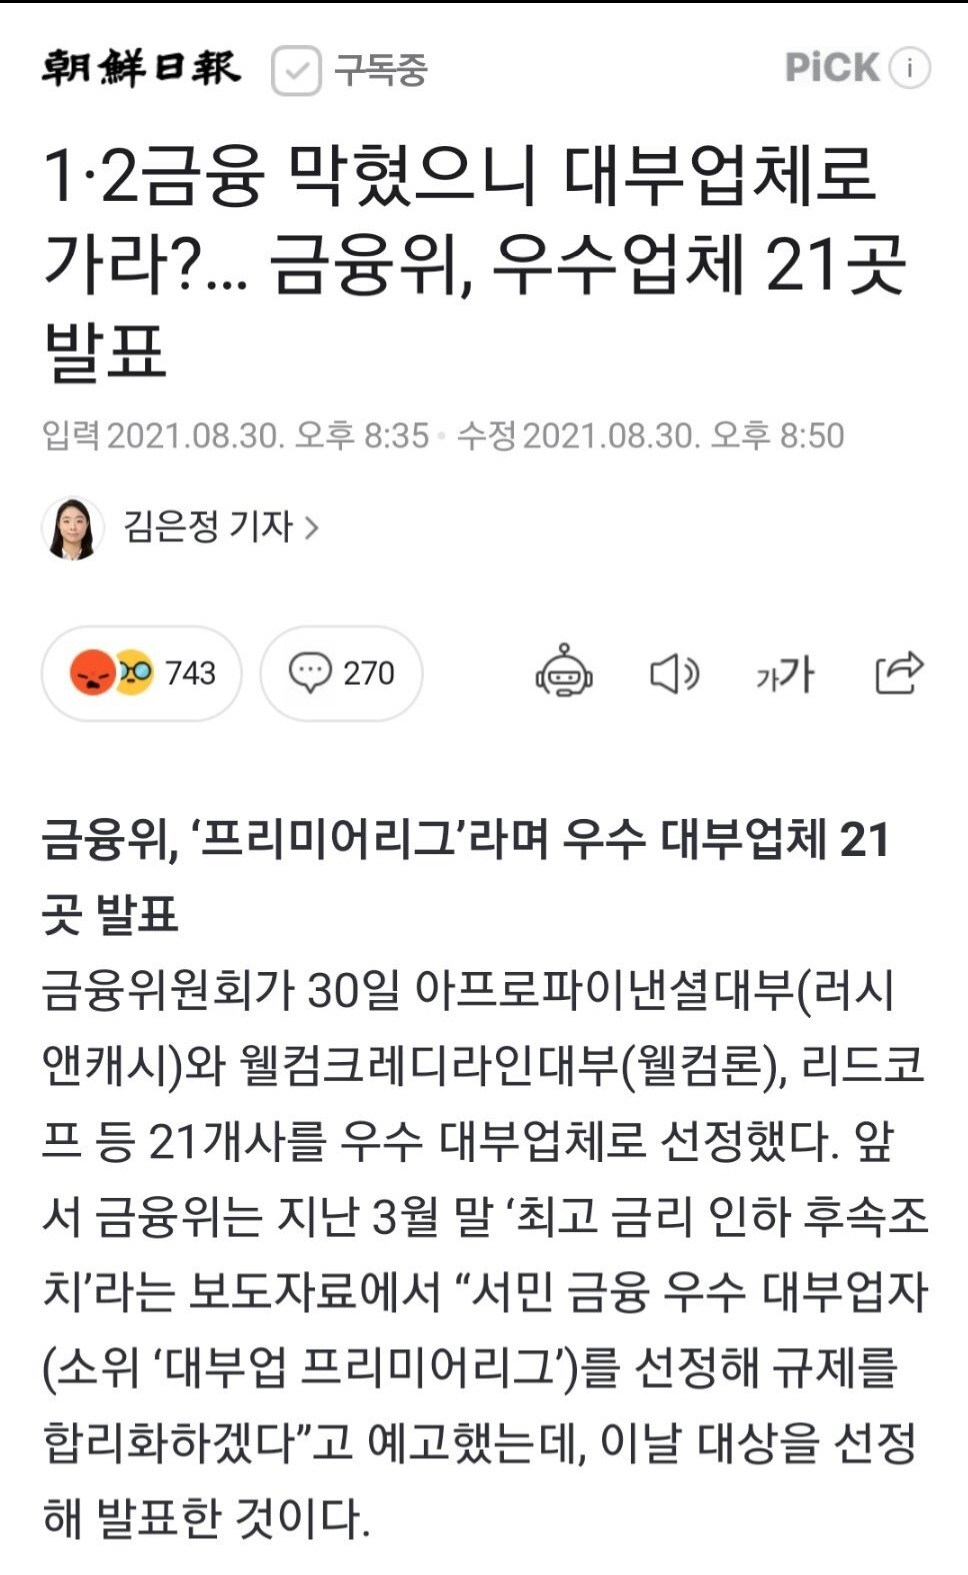 朝鮮日報 구독중 PiCK i
1·2금융 막혔으니 대부업체로
가라?... 금융위, 우수업체 21곳
발표
입력 2021.08.30. 오후 8:35 · 수정 2021.08.30. 오후 8:50
김은정 기자 >
743 270 가가
금융위, ‘프리미어리그’라며 우수 대부업체 21
곳 발표
금융위원회가 30일 아프로파이낸셜대부(러시
앤캐시)와 웰컴크레디라인대부(웰컴론), 리드코
프 등 21개사를 우수 대부업체로 선정했다. 앞
서 금융위는 지난 3월 말 ‘최고 금리 인하 후속조
치’라는 보도자료에서 “서민 금융 우수 대부업자
(소위 ‘대부업 프리미어리그’)를 선정해 규제를
합리화하겠다”고 예고했는데, 이날 대상을 선정
해 발표한 것이다.